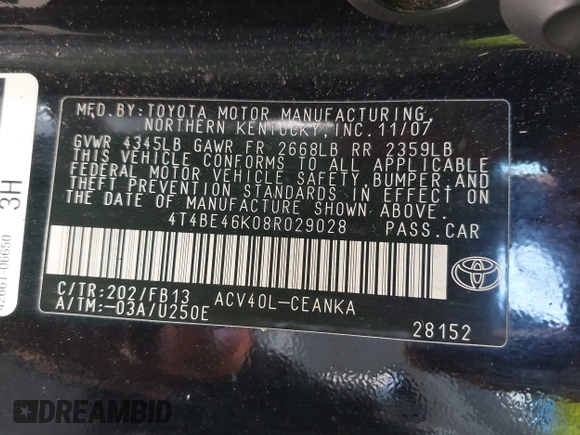 MFD.BY:TOYOTA MOTOR MANUFACTURING,
NORTHERN KENTUCKY,INC.11/07
GVWR 4345LB GAWR FR 2668LB RR 2359LB
THIS VEHICLE CONFORMS TO ALL APPLICABLE
FEDERAL MOTOR VEHICLE SAFETY,BUMPER,AND
THEFT PREVENTION STANDARDS IN EFFECT ON
THE DATE OF MANUFACTURE SHOWN ABOVE.
4T4BE46K08R029028 PASS.CAR
C/TR:202/FB13 ACV40L-CEANKA
A/TM:-03A/U250E
28152
3H
42661-06650
DREAMBID